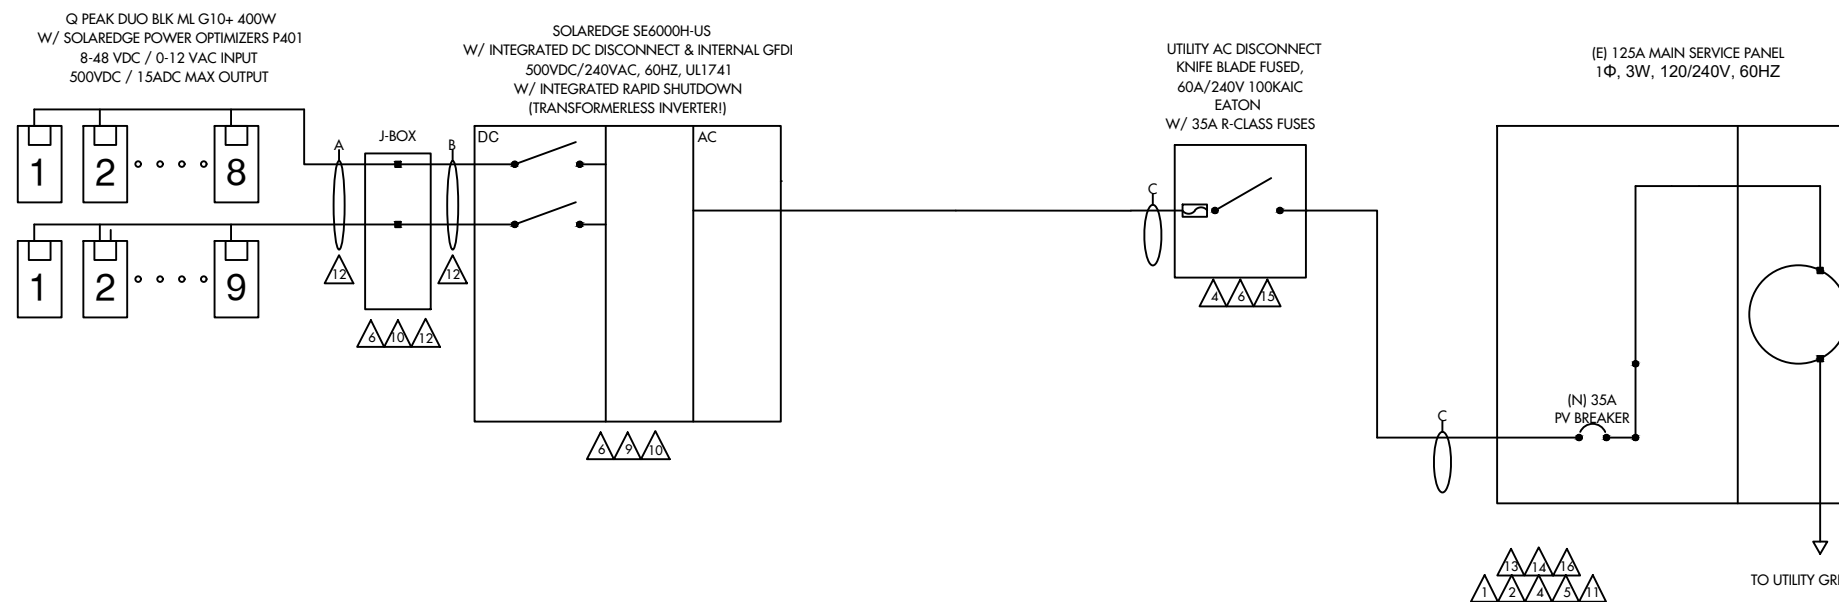 Q PEAK DUO BLK ML G10+ 400W
W/ SOLAREDGE POWER OPTIMIZERS P401
8-48 VDC / 0-12 VAC INPUT
500VDC / 15ADC MAX OUTPUT
SOLAREDGE SE6000H-US
W/ INTEGRATED DC DISCONNECT & INTERNAL GFDI
500VDC/240VAC, 60HZ, UL1741
W/ INTEGRATED RAPID SHUTDOWN
(TRANSFORMERLESS INVERTER!)
UTILITY AC DISCONNECT
KNIFE BLADE FUSED,
60A/240V 100KAIC
EATON
W/ 35A R-CLASS FUSES
(E) 125A MAIN SERVICE PANEL
1Φ, 3W, 120/240V, 60HZ
1 2 8
A
J-BOX
B
DC
AC
C
1 2 9
12
12
6 10 12
4 6 15
6 9 10
(N) 35A
PV BREAKER
C
13 14 16
1 2 4 5 11
TO UTILITY GRI